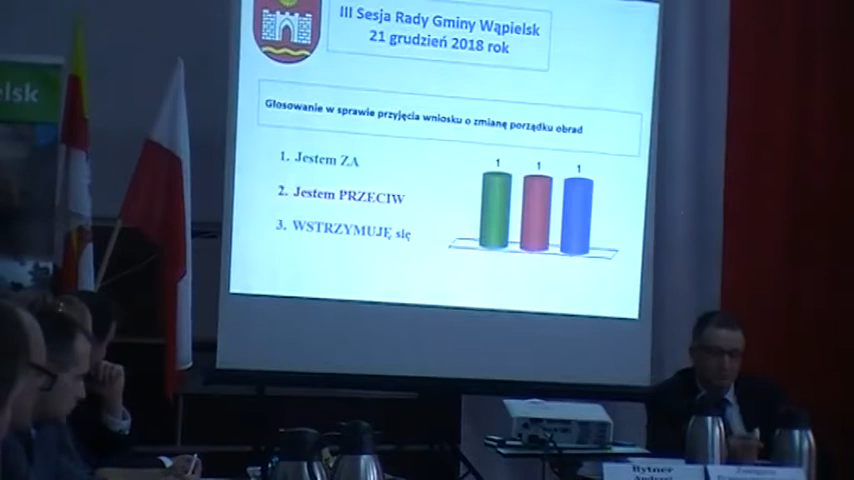 III Sesja Rady Gminy Wąpielsk
21 grudzień 2018 rok
elsk
Głosowanie w sprawie przyjęcia wniosku o zmianę porządku obrad
1. Jestem ZA
2. Jestem PRZECIW
3. WSTRZYMUJĘ się
1 1 1
Rytner